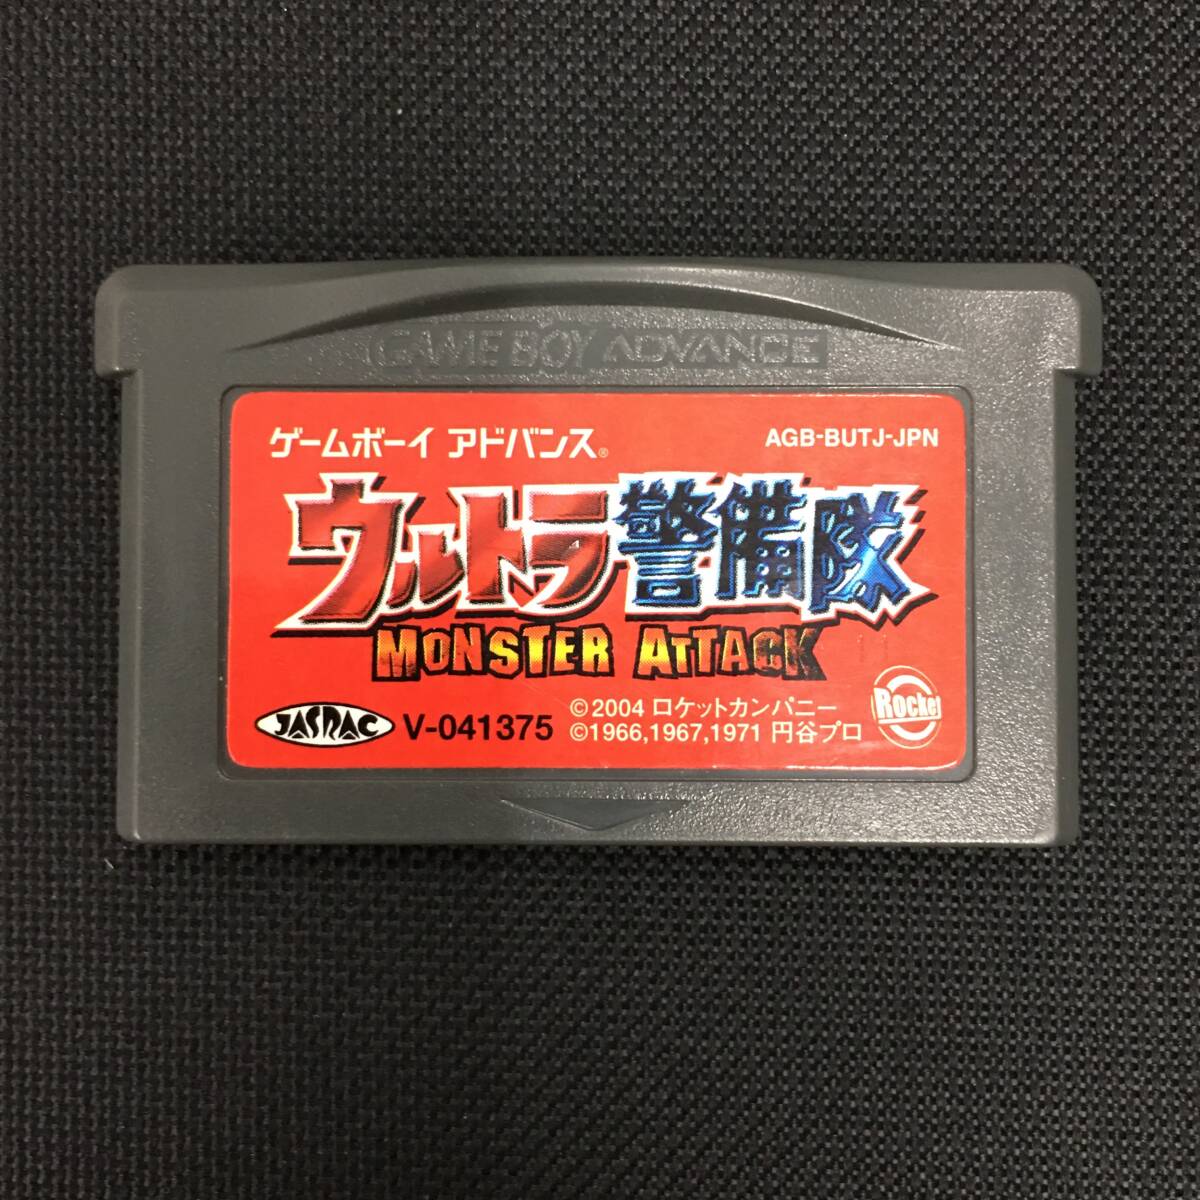 GAME BOY ADVANCE
ゲームボーイ アドバンス® AGB-BUTJ-JPN
ウルトラ警備隊
MONSTER ATTACK
JASRAC V-041375
©2004 ロケットカンパニー
©1966,1967,1971 円谷プロ
Rocket
11